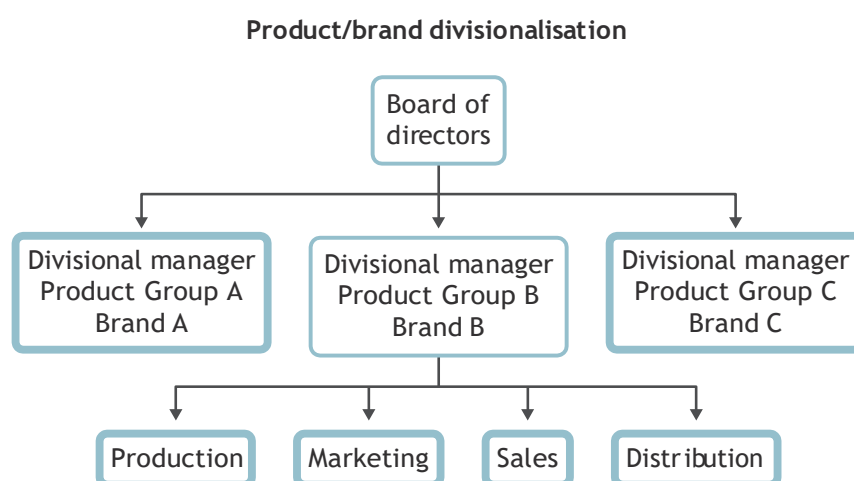 Product/brand divisionalisation
Board of
directors
Divisional manager
Product Group A
Brand A
Divisional manager
Product Group B
Brand B
Divisional manager
Product Group C
Brand C
Production
Marketing
Sales
Distribution